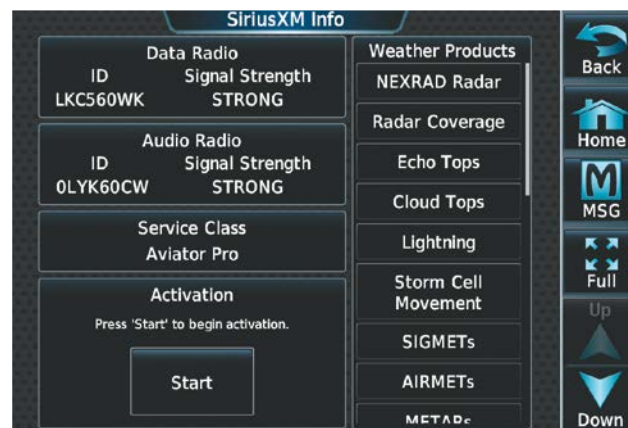 SiriusXM Info
Data Radio
ID Signal Strength
LKC560WK STRONG
Audio Radio
ID Signal Strength
0LYK60CW STRONG
Service Class
Aviator Pro
Activation
Press 'Start' to begin activation.
Start
Weather Products
NEXRAD Radar
Radar Coverage
Echo Tops
Cloud Tops
Lightning
Storm Cell
Movement
SIGMETs
AIRMETs
METARs
Back
Home
MSG
Full
Up
Down